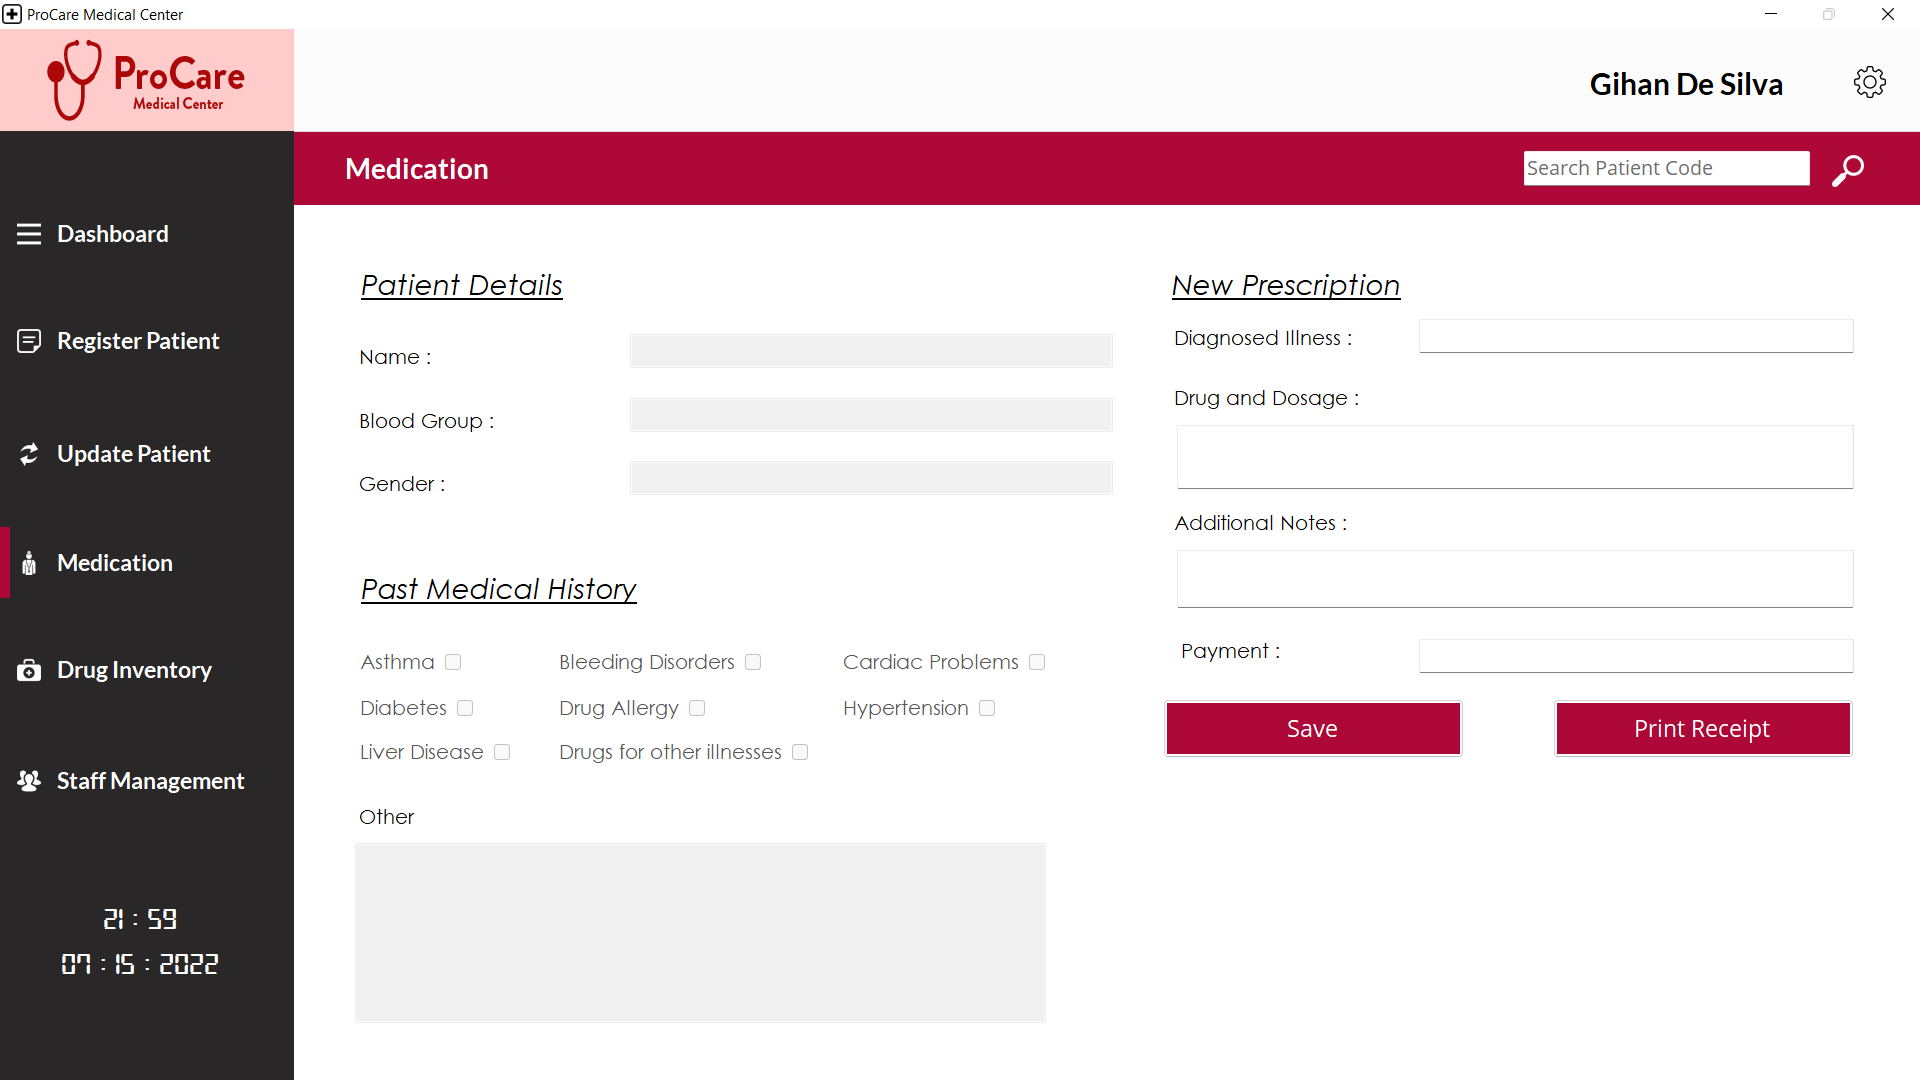 ProCare Medical Center
ProCare
Medical Center
Gihan De Silva
Medication
Search Patient Code
Dashboard
Register Patient
Update Patient
Medication
Drug Inventory
Staff Management
21 : 59
07 : 15 : 2022
Patient Details
Name :
Blood Group :
Gender :
Past Medical History
Asthma
Bleeding Disorders
Cardiac Problems
Diabetes
Drug Allergy
Hypertension
Liver Disease
Drugs for other illnesses
Other
New Prescription
Diagnosed Illness :
Drug and Dosage :
Additional Notes :
Payment :
Save
Print Receipt